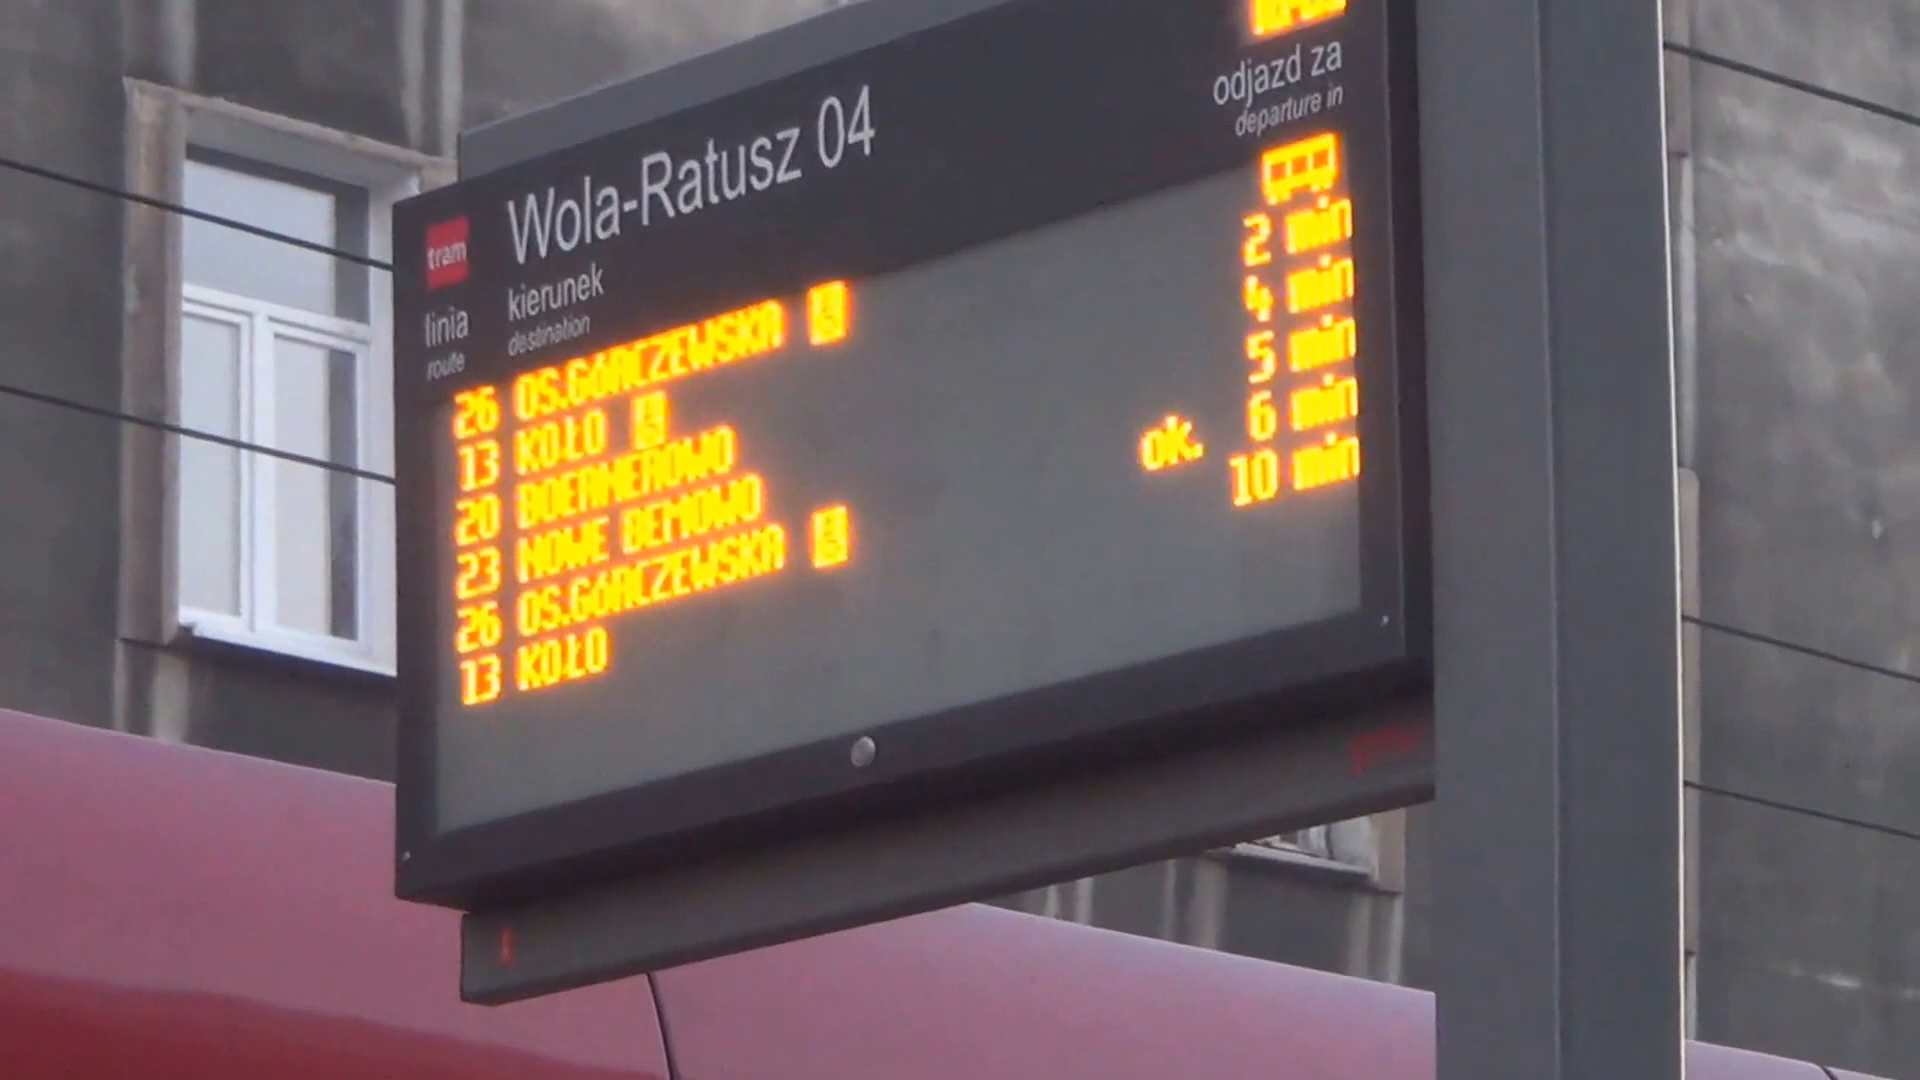 odjazd za
departure in
Wola-Ratusz 04
tram
linia
route
kierunek
destination
26 OS.GÓRCZEWSKA
13 KOŁO 2 min
20 BOERNEROWO 4 min
23 NOWE BEMOWO 5 min
26 OS.GÓRCZEWSKA ok. 6 min
13 KOŁO 10 min